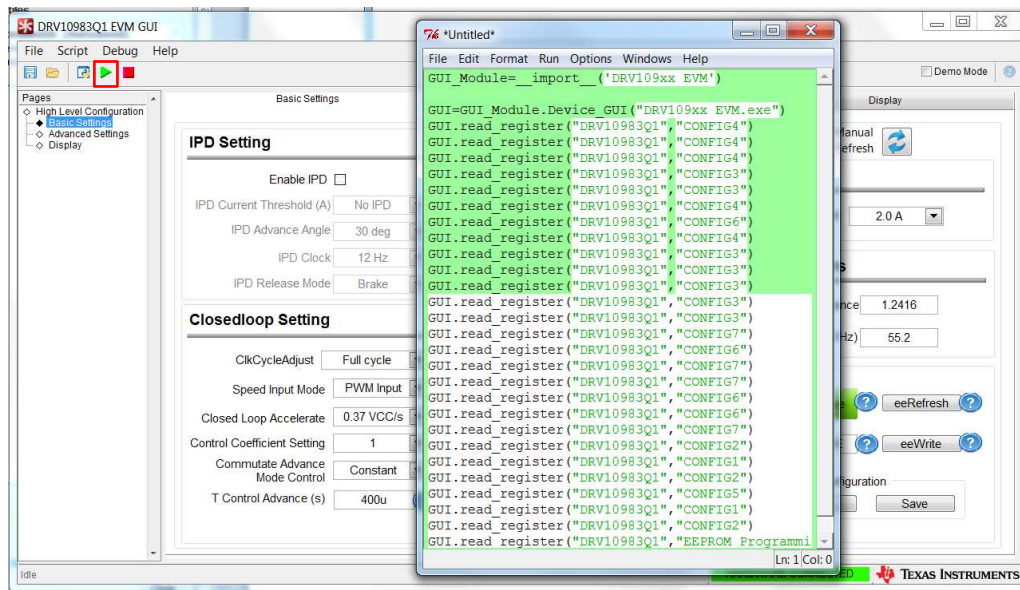 DRV10983Q1 EVM GUI
File Script Debug Help
Demo Mode
Pages
High Level Configuration
Basic Settings
Advanced Settings
Display
Basic Settings
IPD Setting
Enable IPD
IPD Current Threshold (A) No IPD
IPD Advance Angle 30 deg
IPD Clock 12 Hz
IPD Release Mode Brake
Closedloop Setting
ClkCycleAdjust Full cycle
Speed Input Mode PWM Input
Closed Loop Accelerate 0.37 VCC/s
Control Coefficient Setting 1
Commutate Advance
Mode Control Constant
T Control Advance (s) 400u
*Untitled*
File Edit Format Run Options Windows Help
GUI_Module=__import__('DRV109xx EVM')
GUI=GUI_Module.Device_GUI("DRV109xx EVM.exe")
GUI.read_register("DRV10983Q1","CONFIG4")
GUI.read_register("DRV10983Q1","CONFIG4")
GUI.read_register("DRV10983Q1","CONFIG4")
GUI.read_register("DRV10983Q1","CONFIG3")
GUI.read_register("DRV10983Q1","CONFIG3")
GUI.read_register("DRV10983Q1","CONFIG4")
GUI.read_register("DRV10983Q1","CONFIG6")
GUI.read_register("DRV10983Q1","CONFIG4")
GUI.read_register("DRV10983Q1","CONFIG3")
GUI.read_register("DRV10983Q1","CONFIG3")
GUI.read_register("DRV10983Q1","CONFIG3")
GUI.read_register("DRV10983Q1","CONFIG3")
GUI.read_register("DRV10983Q1","CONFIG3")
GUI.read_register("DRV10983Q1","CONFIG7")
GUI.read_register("DRV10983Q1","CONFIG6")
GUI.read_register("DRV10983Q1","CONFIG7")
GUI.read_register("DRV10983Q1","CONFIG7")
GUI.read_register("DRV10983Q1","CONFIG6")
GUI.read_register("DRV10983Q1","CONFIG6")
GUI.read_register("DRV10983Q1","CONFIG7")
GUI.read_register("DRV10983Q1","CONFIG2")
GUI.read_register("DRV10983Q1","CONFIG1")
GUI.read_register("DRV10983Q1","CONFIG2")
GUI.read_register("DRV10983Q1","CONFIG5")
GUI.read_register("DRV10983Q1","CONFIG1")
GUI.read_register("DRV10983Q1","CONFIG2")
GUI.read_register("DRV10983Q1","EEPROM Programmi
Ln: 1 Col: 0
Display
2.0 A
1.2416
55.2
eeRefresh
eeWrite
Save
Idle
TEXAS INSTRUMENTS